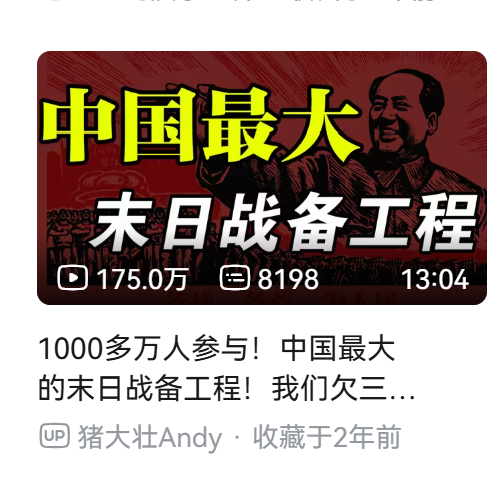 中国最大
末日战备工程
175.0万 8198 13:04
1000多万人参与！中国最大
的末日战备工程！我们欠三…
UP 猪大壮Andy · 收藏于2年前